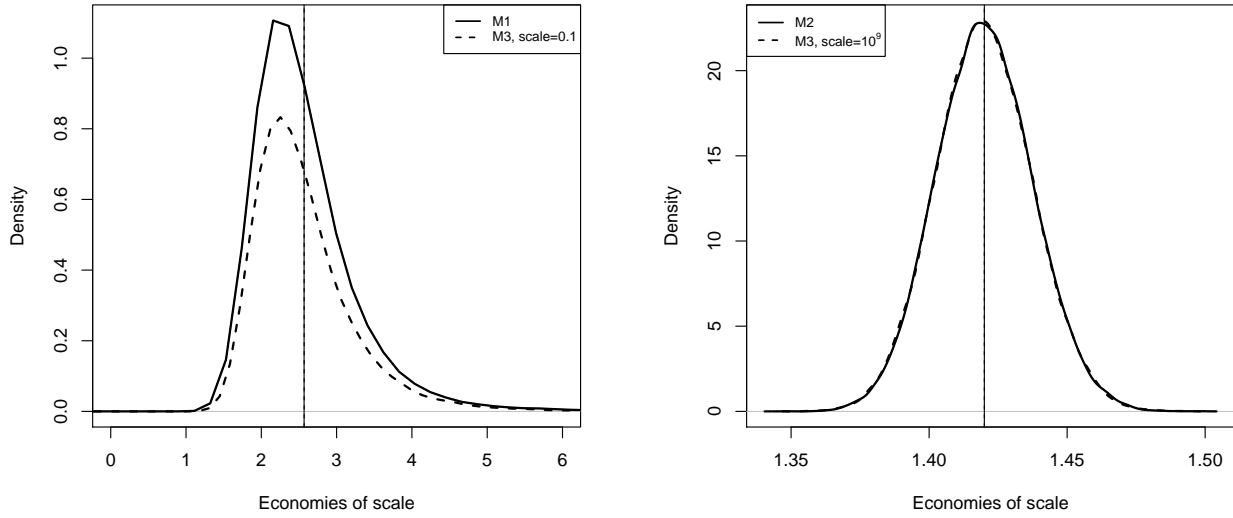 M1
M3, scale=0.1
Density
0.0 0.2 0.4 0.6 0.8 1.0
0 1 2 3 4 5 6
Economies of scale
M2
M3, scale=10⁹
Density
0 5 10 15 20
1.35 1.40 1.45 1.50
Economies of scale